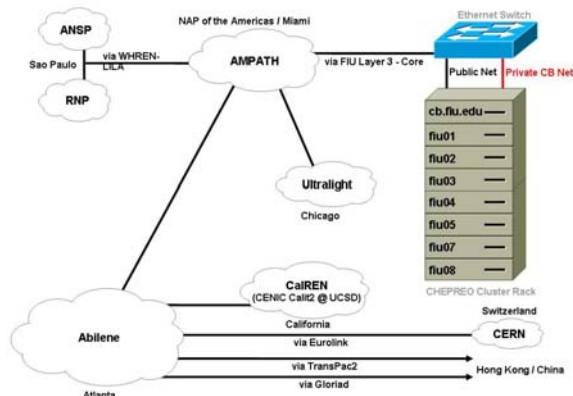 NAP of the Americas / Miami
Ethernet Switch
ANSP
Sao Paulo
via WHREN-
LILA
AMPATH
via FIU Layer 3 - Core
Public Net
Private CB Net
RNP
cb.fiu.edu
fiu01
fiu02
fiu03
fiu04
fiu05
fiu07
fiu08
CHEPREO Cluster Rack
Ultralight
Chicago
CalREN
(CENIC Calit2 @ UCSD)
California
Switzerland
CERN
Abilene
via Eurolink
via TransPac2
Hong Kong / China
via Gloriad
Atlanta